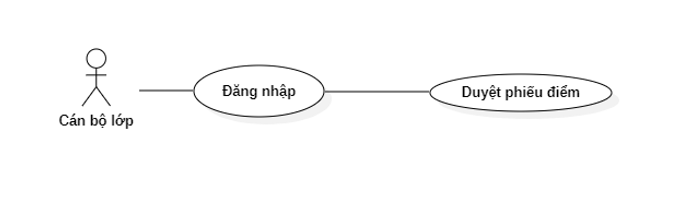 Đăng nhập
Duyệt phiếu điểm
Cán bộ lớp